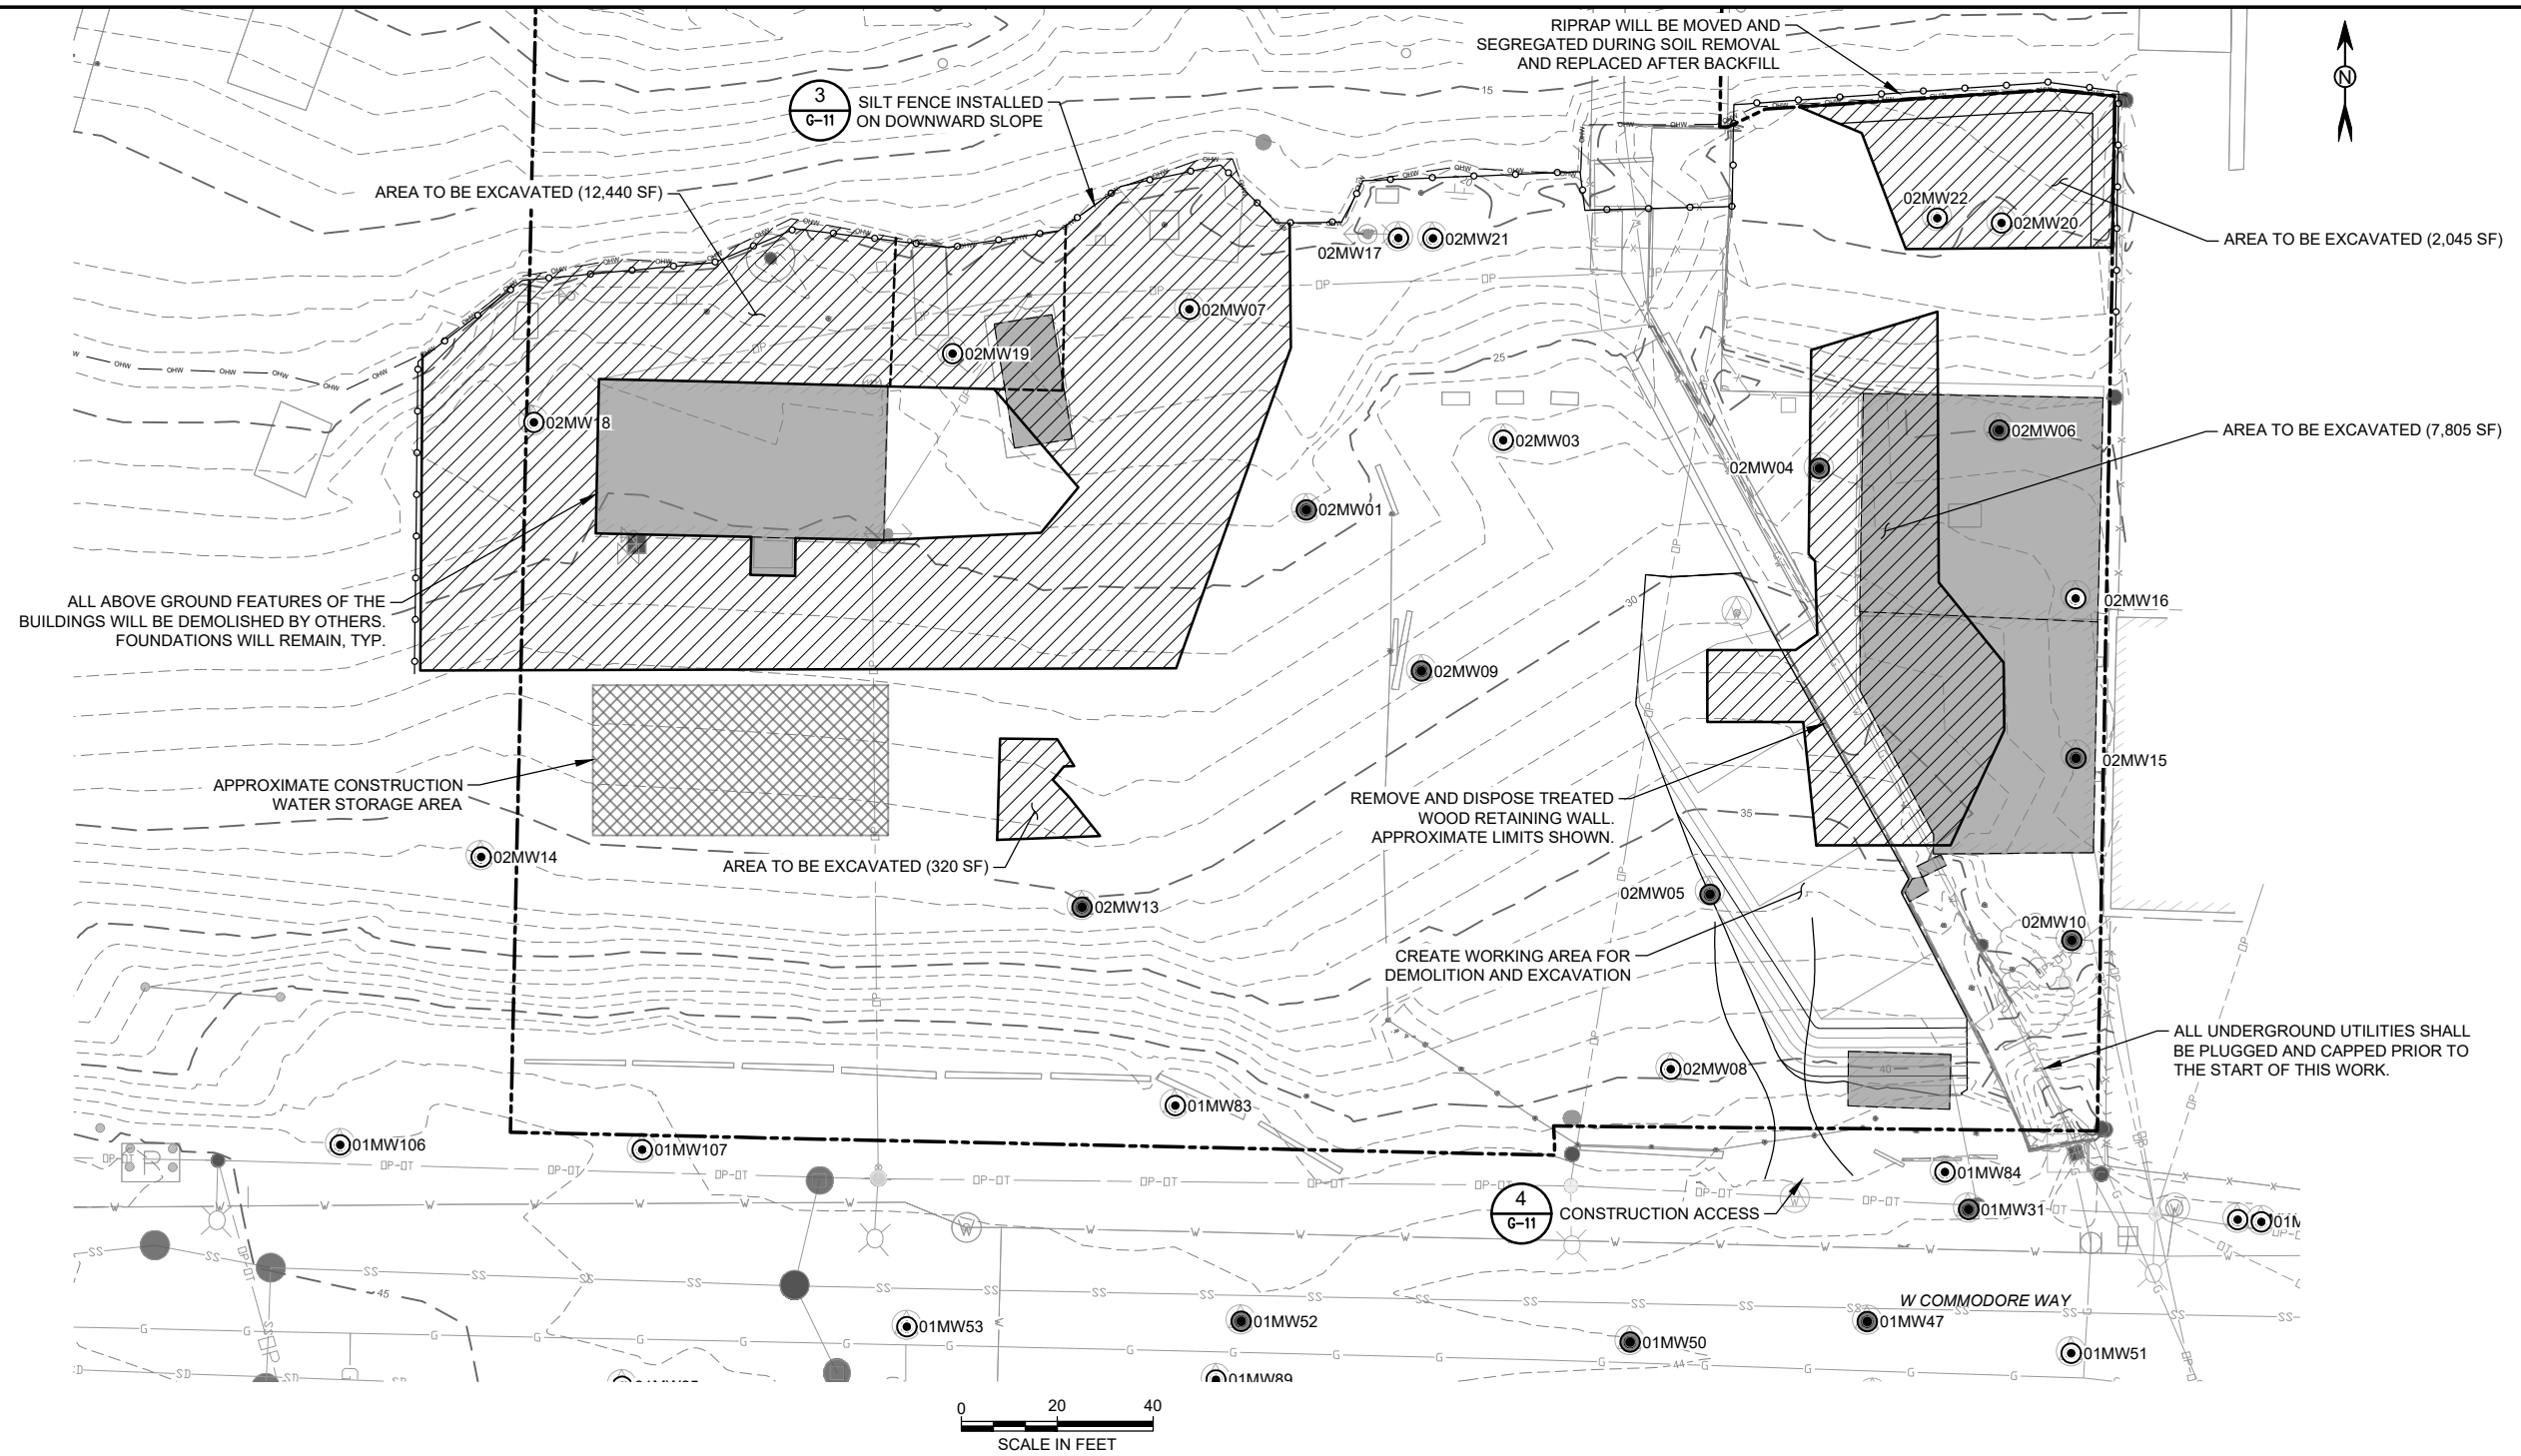 RIPRAP WILL BE MOVED AND
SEGREGATED DURING SOIL REMOVAL
AND REPLACED AFTER BACKFILL
N
15
3
G-11
SILT FENCE INSTALLED
ON DOWNWARD SLOPE
AREA TO BE EXCAVATED (12,440 SF)
20
02MW22
02MW20
02MW17
02MW21
AREA TO BE EXCAVATED (2,045 SF)
02MW07
02MW19
25
02MW18
02MW03
02MW06
AREA TO BE EXCAVATED (7,805 SF)
02MW04
02MW01
ALL ABOVE GROUND FEATURES OF THE
BUILDINGS WILL BE DEMOLISHED BY OTHERS.
FOUNDATIONS WILL REMAIN, TYP.
30
02MW16
02MW09
02MW15
APPROXIMATE CONSTRUCTION
WATER STORAGE AREA
REMOVE AND DISPOSE TREATED
WOOD RETAINING WALL.
APPROXIMATE LIMITS SHOWN.
35
02MW14
AREA TO BE EXCAVATED (320 SF)
02MW13
02MW05
02MW10
CREATE WORKING AREA FOR
DEMOLITION AND EXCAVATION
ALL UNDERGROUND UTILITIES SHALL
BE PLUGGED AND CAPPED PRIOR TO
THE START OF THIS WORK.
02MW08
40
01MW83
01MW106
01MW107
01MW84
4
G-11
CONSTRUCTION ACCESS
01MW31
45
W COMMODORE WAY
01MW53
01MW52
01MW50
01MW47
01MW51
44
01MW89
0 20 40
SCALE IN FEET